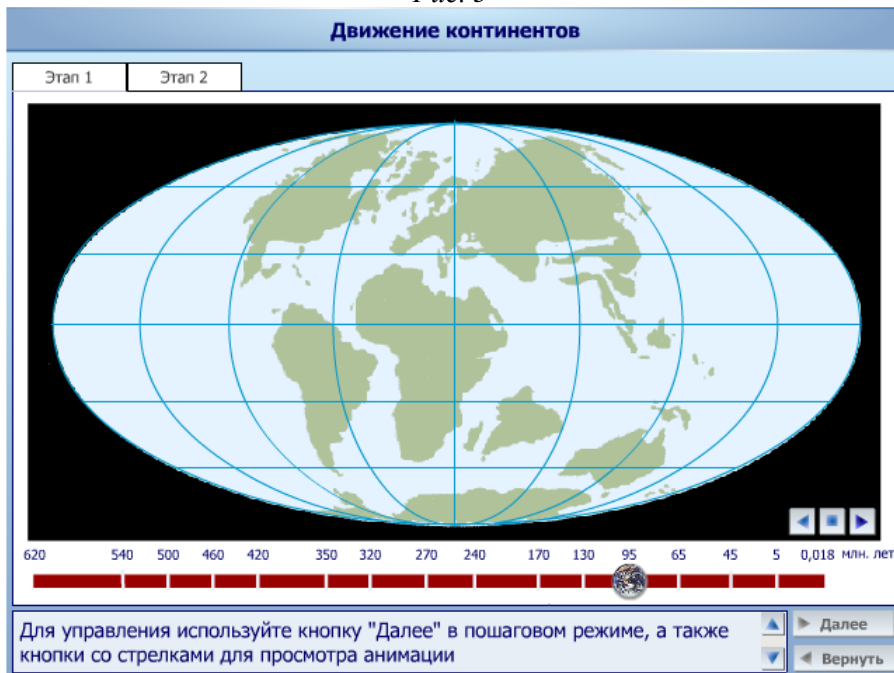 Рис. 3
Движение континентов
Этап 1 Этап 2
620 540 500 460 420 350 320 270 240 170 130 95 65 45 5 0,018 млн. лет
Для управления используйте кнопку "Далее" в пошаговом режиме, а также
кнопки со стрелками для просмотра анимации
Далее
Вернуть